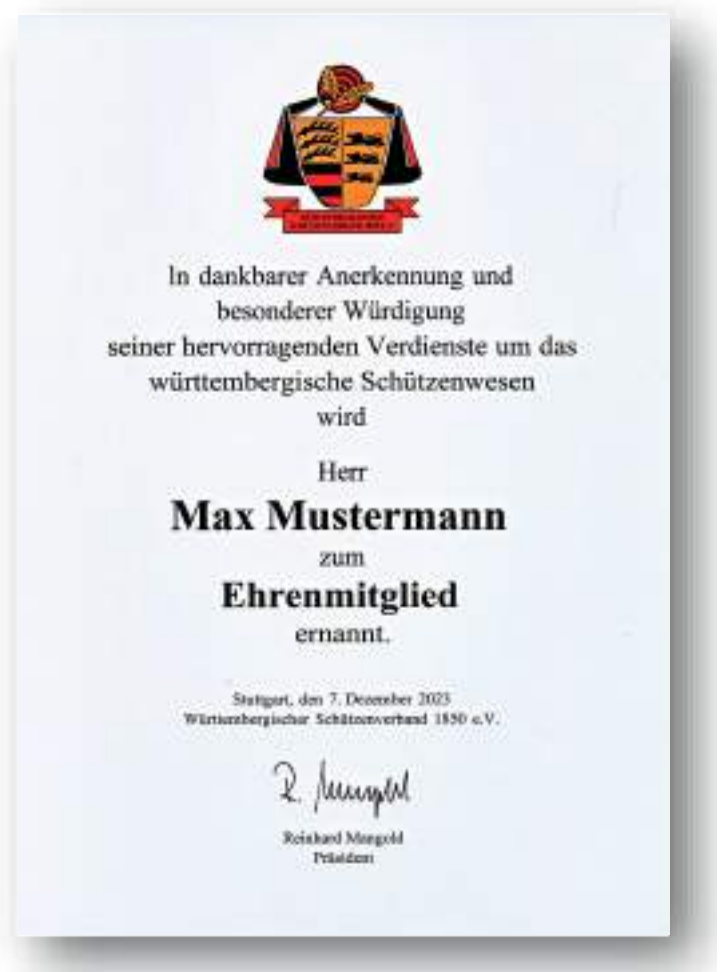 In dankbarer Anerkennung und
besonderer Würdigung
seiner hervorragenden Verdienste um das
württembergische Schützenwesen
wird
Herr
Max Mustermann
zum
Ehrenmitglied
ernannt.
Stuttgart, den 7. Dezember 2023
Württembergischer Schützenverband 1850 e.V.
R. Mangold
Reinhard Mangold
Präsident